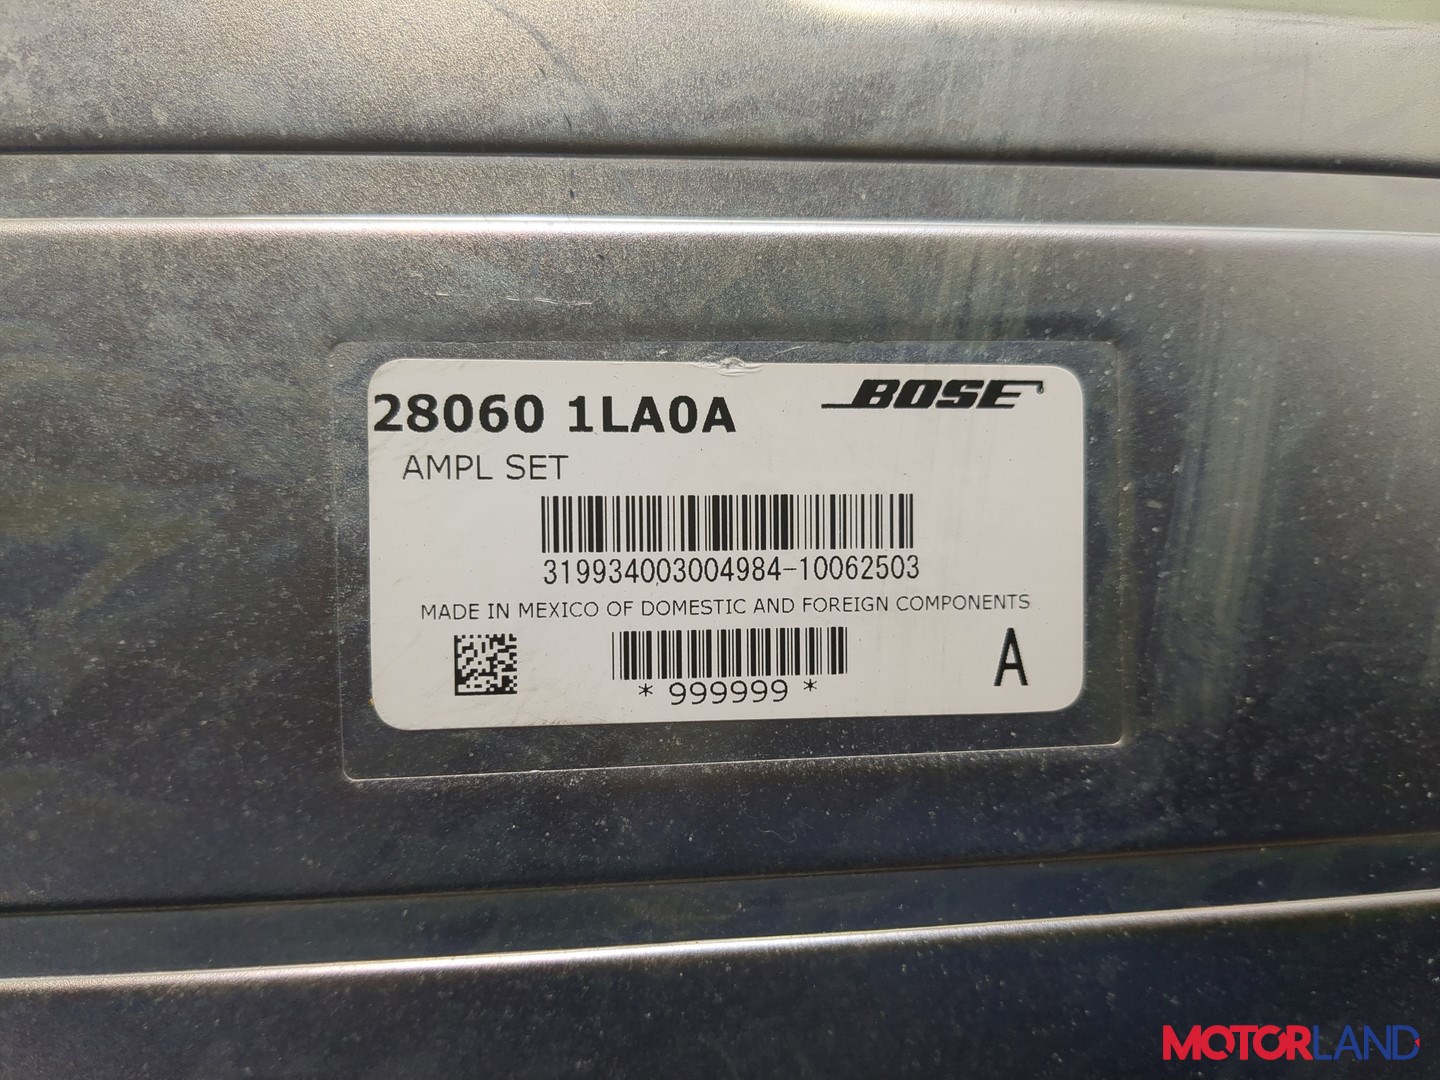 28060 1LA0A
BOSE
AMPL SET
319934003004984-10062503
MADE IN MEXICO OF DOMESTIC AND FOREIGN COMPONENTS
*999999*
A
MOTORLAND